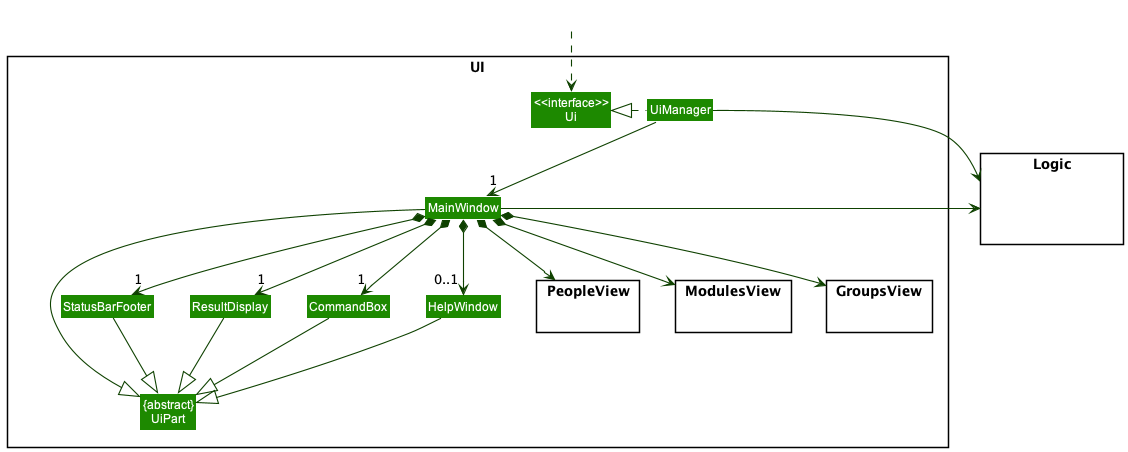 UI
<<interface>>
Ui
UiManager
Logic
1
MainWindow
1
1
1
0..1
StatusBarFooter
ResultDisplay
CommandBox
HelpWindow
PeopleView
ModulesView
GroupsView
{abstract}
UiPart